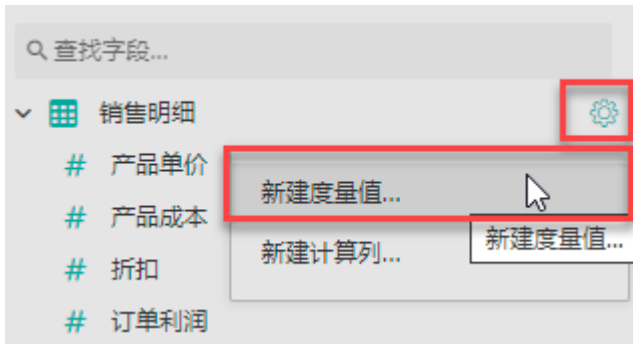 查找字段...
销售明细
# 产品单价
新建度量值...
# 产品成本
新建度量值...
新建计算列...
# 折扣
# 订单利润